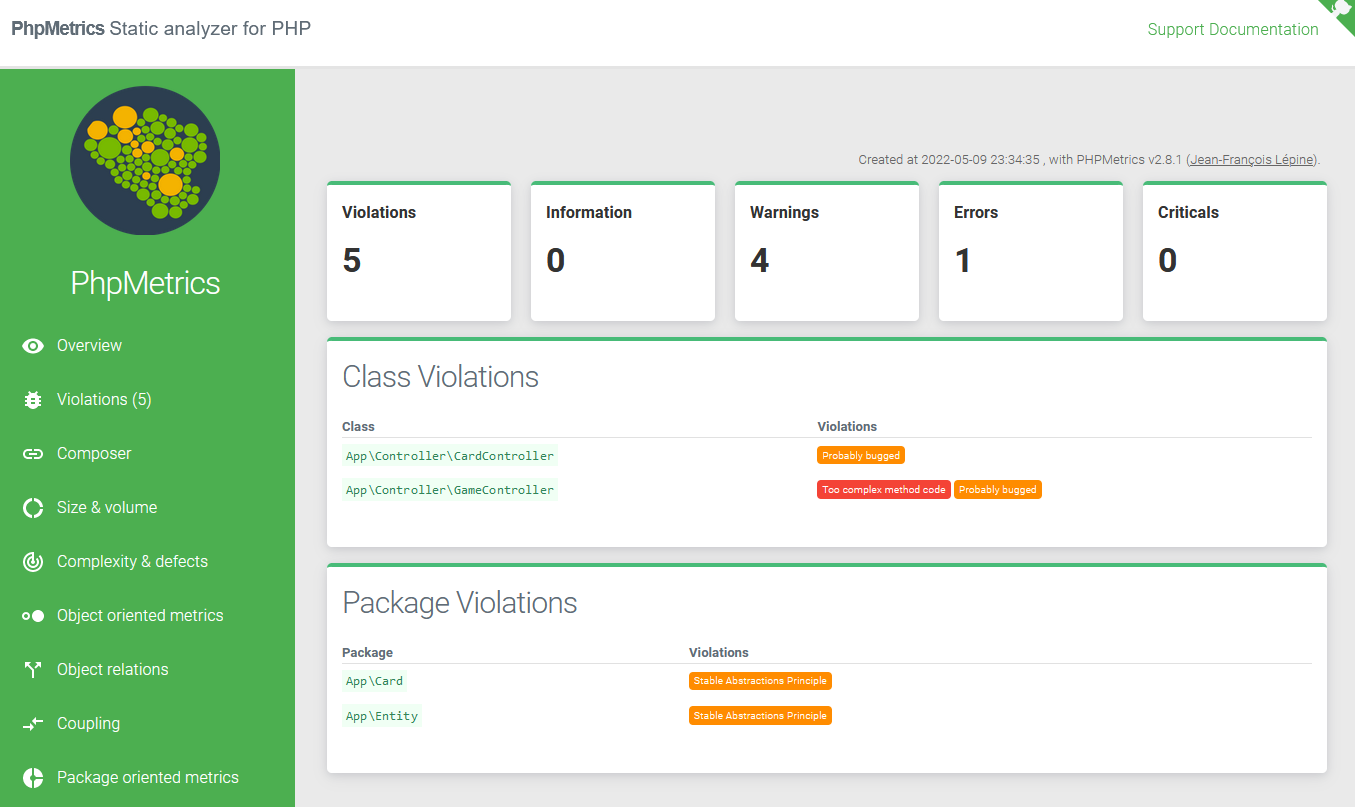 PhpMetrics Static analyzer for PHP
Support Documentation
PhpMetrics
Overview
Violations (5)
Composer
Size & volume
Complexity & defects
Object oriented metrics
Object relations
Coupling
Package oriented metrics
Created at 2022-05-09 23:34:35 , with PHPMetrics v2.8.1 (Jean-François Lépine).
Violations
5
Information
0
Warnings
4
Errors
1
Criticals
0
Class Violations
Class Violations
App\Controller\CardController Probably bugged
App\Controller\GameController Too complex method code Probably bugged
Package Violations
Package Violations
App\Card Stable Abstractions Principle
App\Entity Stable Abstractions Principle